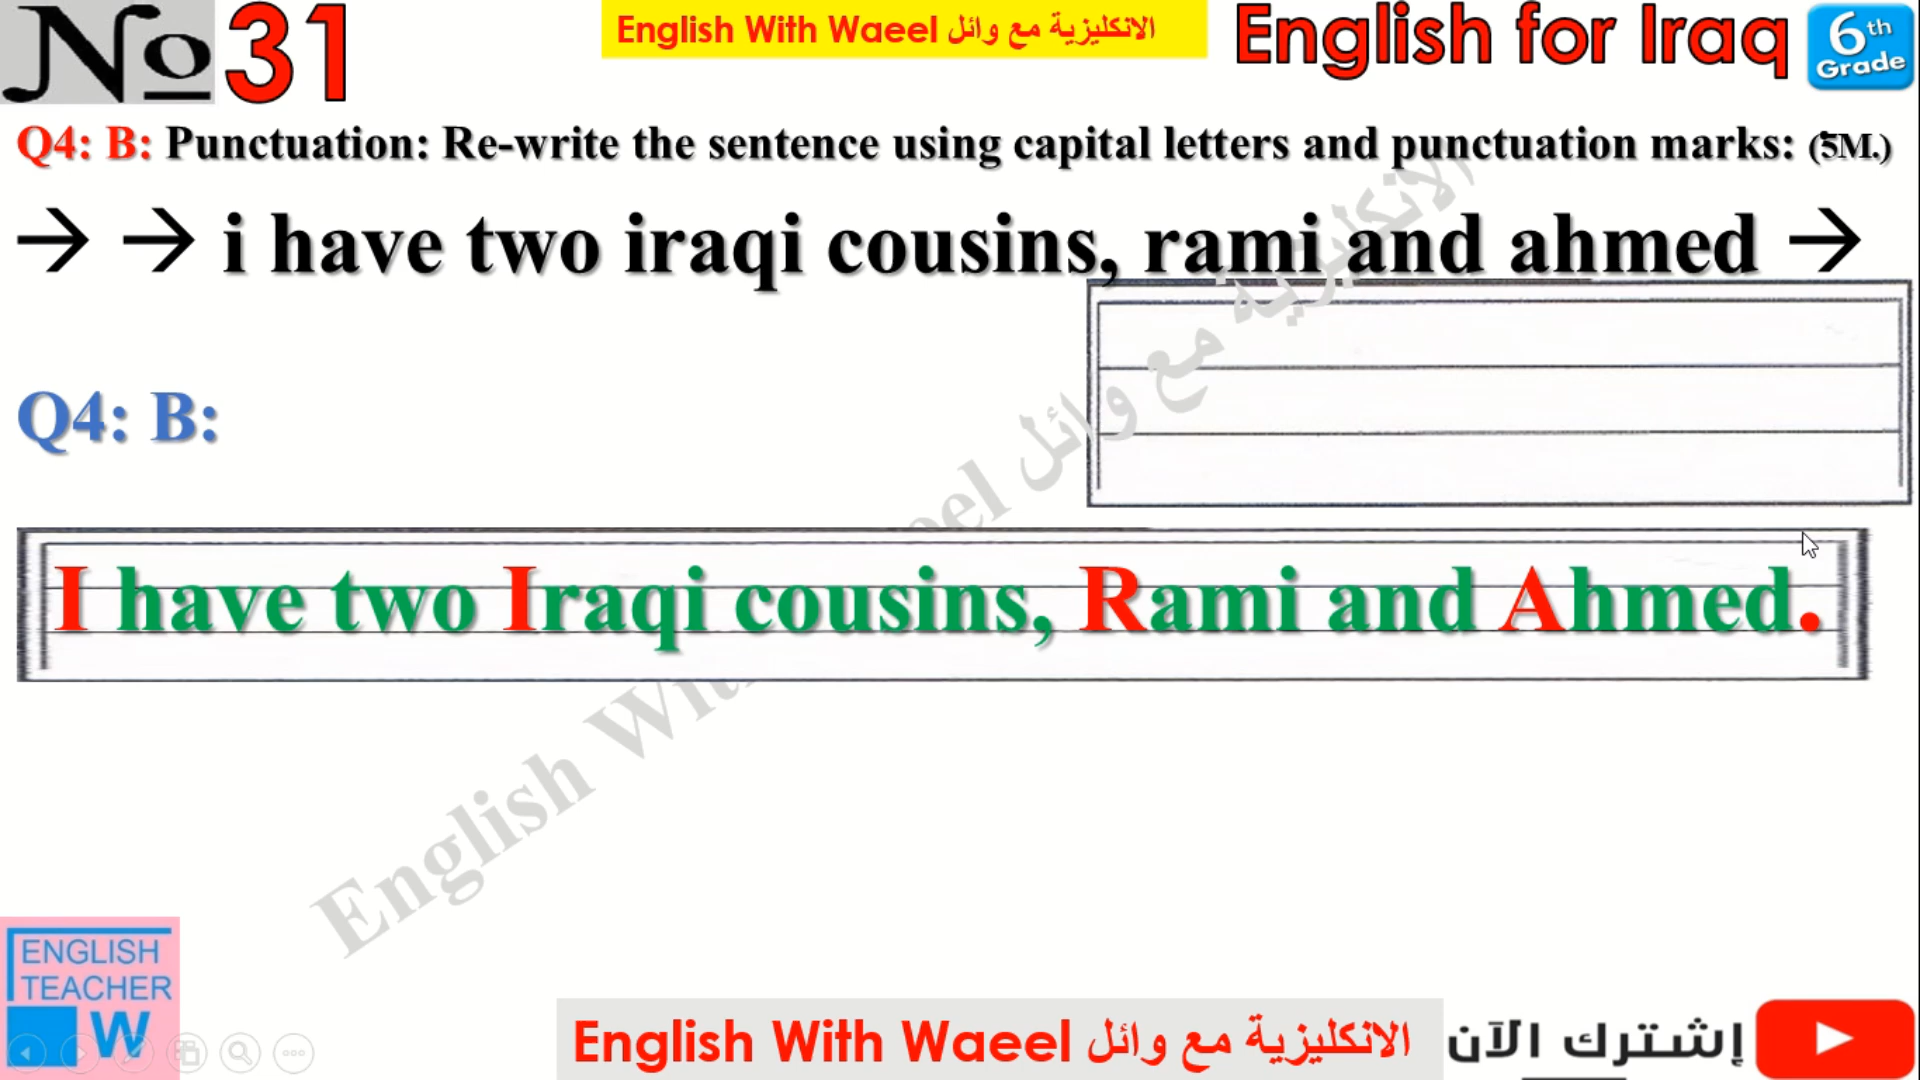 No 31
English With Waeel الانكليزية مع وائل
English for Iraq
6th Grade
Q4: B: Punctuation: Re-write the sentence using capital letters and punctuation marks: (5M.)
→ → i have two iraqi cousins, rami and ahmed →
Q4: B:
I have two Iraqi cousins, Rami and Ahmed.
English With Waeel الانكليزية مع وائل
ENGLISH
TEACHER
W
English With Waeel الانكليزية مع وائل
إشترك الآن